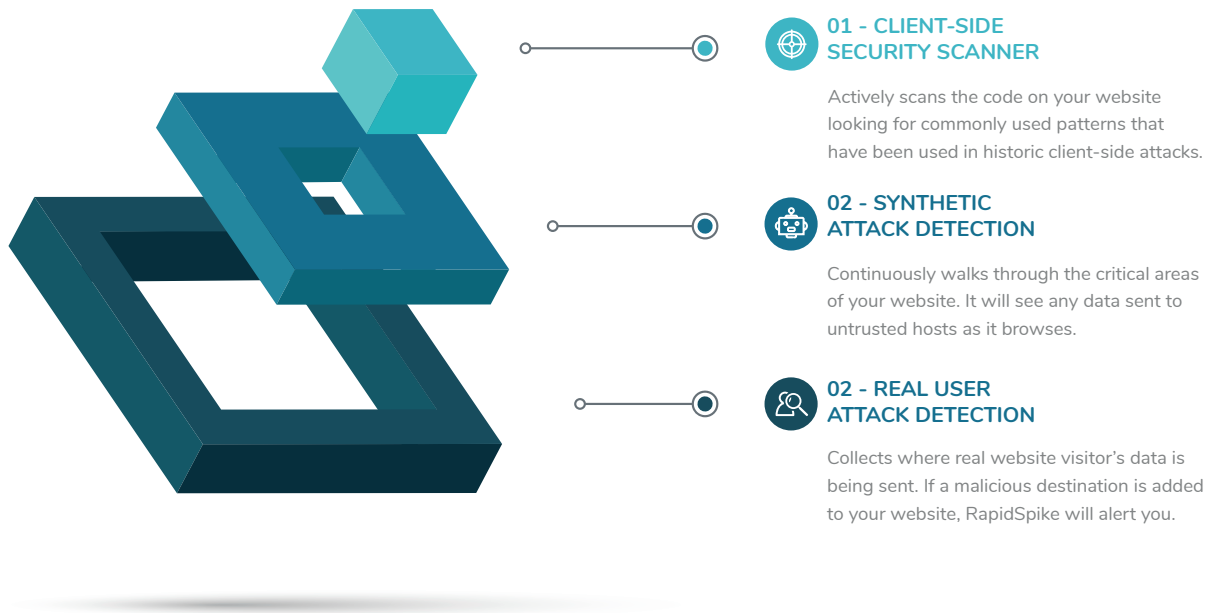 01 - CLIENT-SIDE
SECURITY SCANNER
Actively scans the code on your website
looking for commonly used patterns that
have been used in historic client-side attacks.
02 - SYNTHETIC
ATTACK DETECTION
Continuously walks through the critical areas
of your website. It will see any data sent to
untrusted hosts as it browses.
02 - REAL USER
ATTACK DETECTION
Collects where real website visitor’s data is
being sent. If a malicious destination is added
to your website, RapidSpike will alert you.